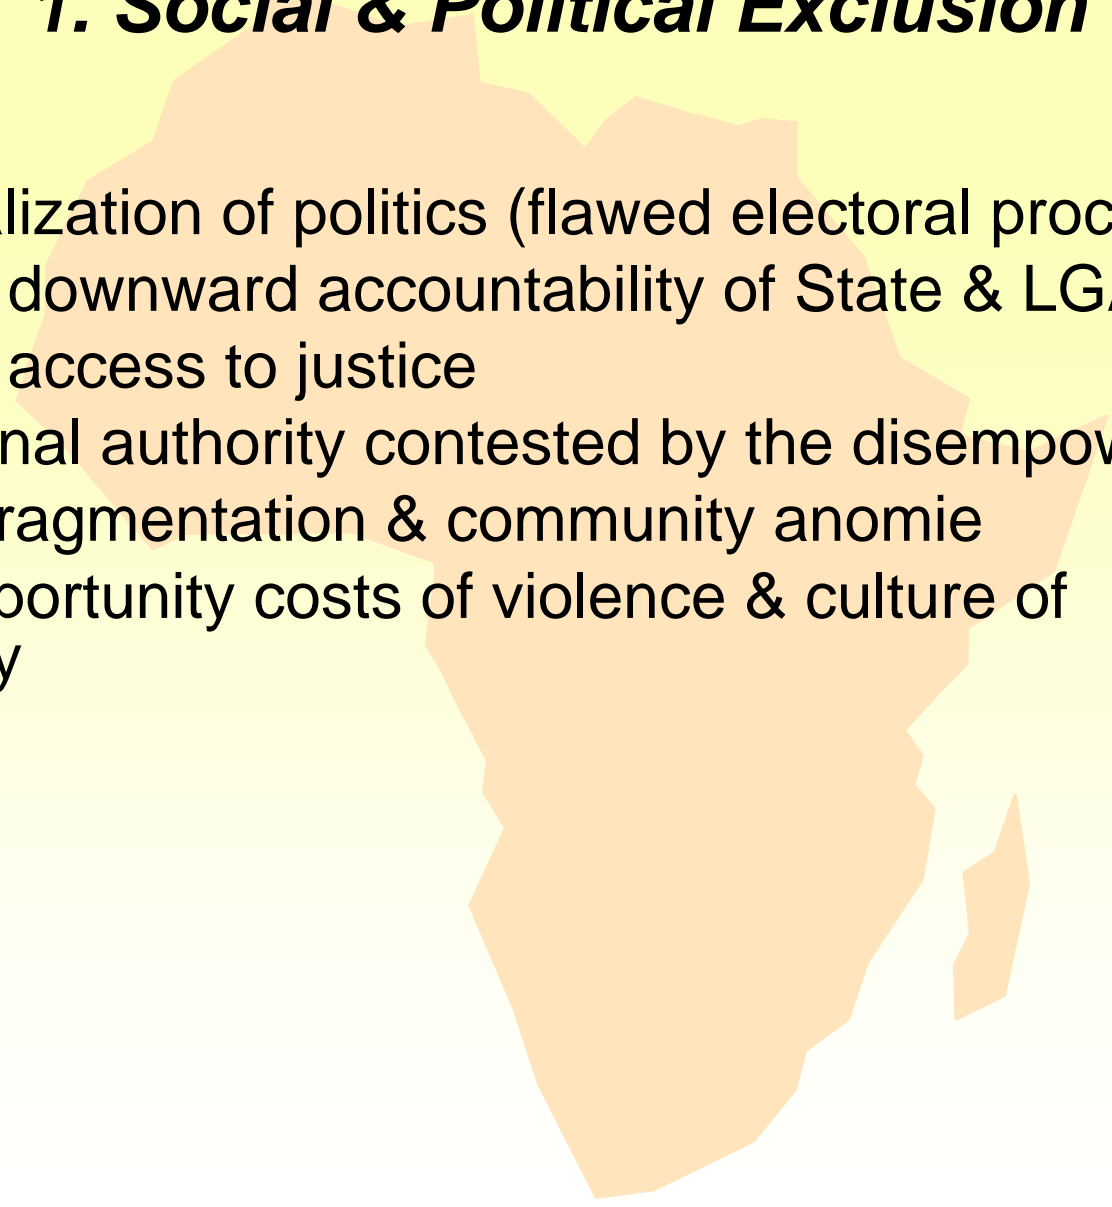 1. Social & Political Exclusion
lization of politics (flawed electoral proc
downward accountability of State & LG
access to justice
nal authority contested by the disempow
ragmentation & community anomie
portunity costs of violence & culture of
y